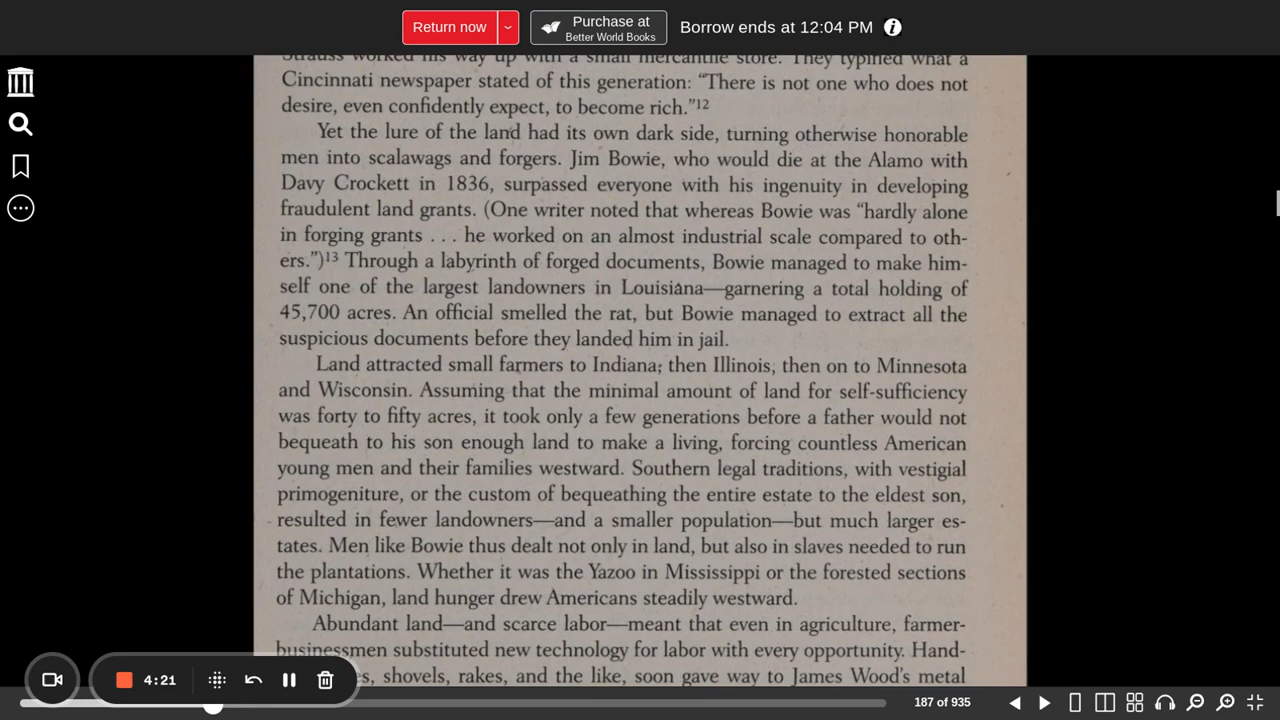 Return now
Purchase at
Better World Books
Borrow ends at 12:04 PM
Strauss worked his way up with a small mercantile store. They typified what a
Cincinnati newspaper stated of this generation: “There is not one who does not
desire, even confidently expect, to become rich.”12
Yet the lure of the land had its own dark side, turning otherwise honorable
men into scalawags and forgers. Jim Bowie, who would die at the Alamo with
Davy Crockett in 1836, surpassed everyone with his ingenuity in developing
fraudulent land grants. (One writer noted that whereas Bowie was “hardly alone
in forging grants . . . he worked on an almost industrial scale compared to oth-
ers.”)13 Through a labyrinth of forged documents, Bowie managed to make him-
self one of the largest landowners in Louisiana—garnering a total holding of
45,700 acres. An official smelled the rat, but Bowie managed to extract all the
suspicious documents before they landed him in jail.
Land attracted small farmers to Indiana; then Illinois, then on to Minnesota
and Wisconsin. Assuming that the minimal amount of land for self-sufficiency
was forty to fifty acres, it took only a few generations before a father would not
bequeath to his son enough land to make a living, forcing countless American
young men and their families westward. Southern legal traditions, with vestigial
primogeniture, or the custom of bequeathing the entire estate to the eldest son,
resulted in fewer landowners—and a smaller population—but much larger es-
tates. Men like Bowie thus dealt not only in land, but also in slaves needed to run
the plantations. Whether it was the Yazoo in Mississippi or the forested sections
of Michigan, land hunger drew Americans steadily westward.
Abundant land—and scarce labor—meant that even in agriculture, farmer-
businessmen substituted new technology for labor with every opportunity. Hand-
shovels, rakes, and the like, soon gave way to James Wood’s metal
4:21
187 of 935